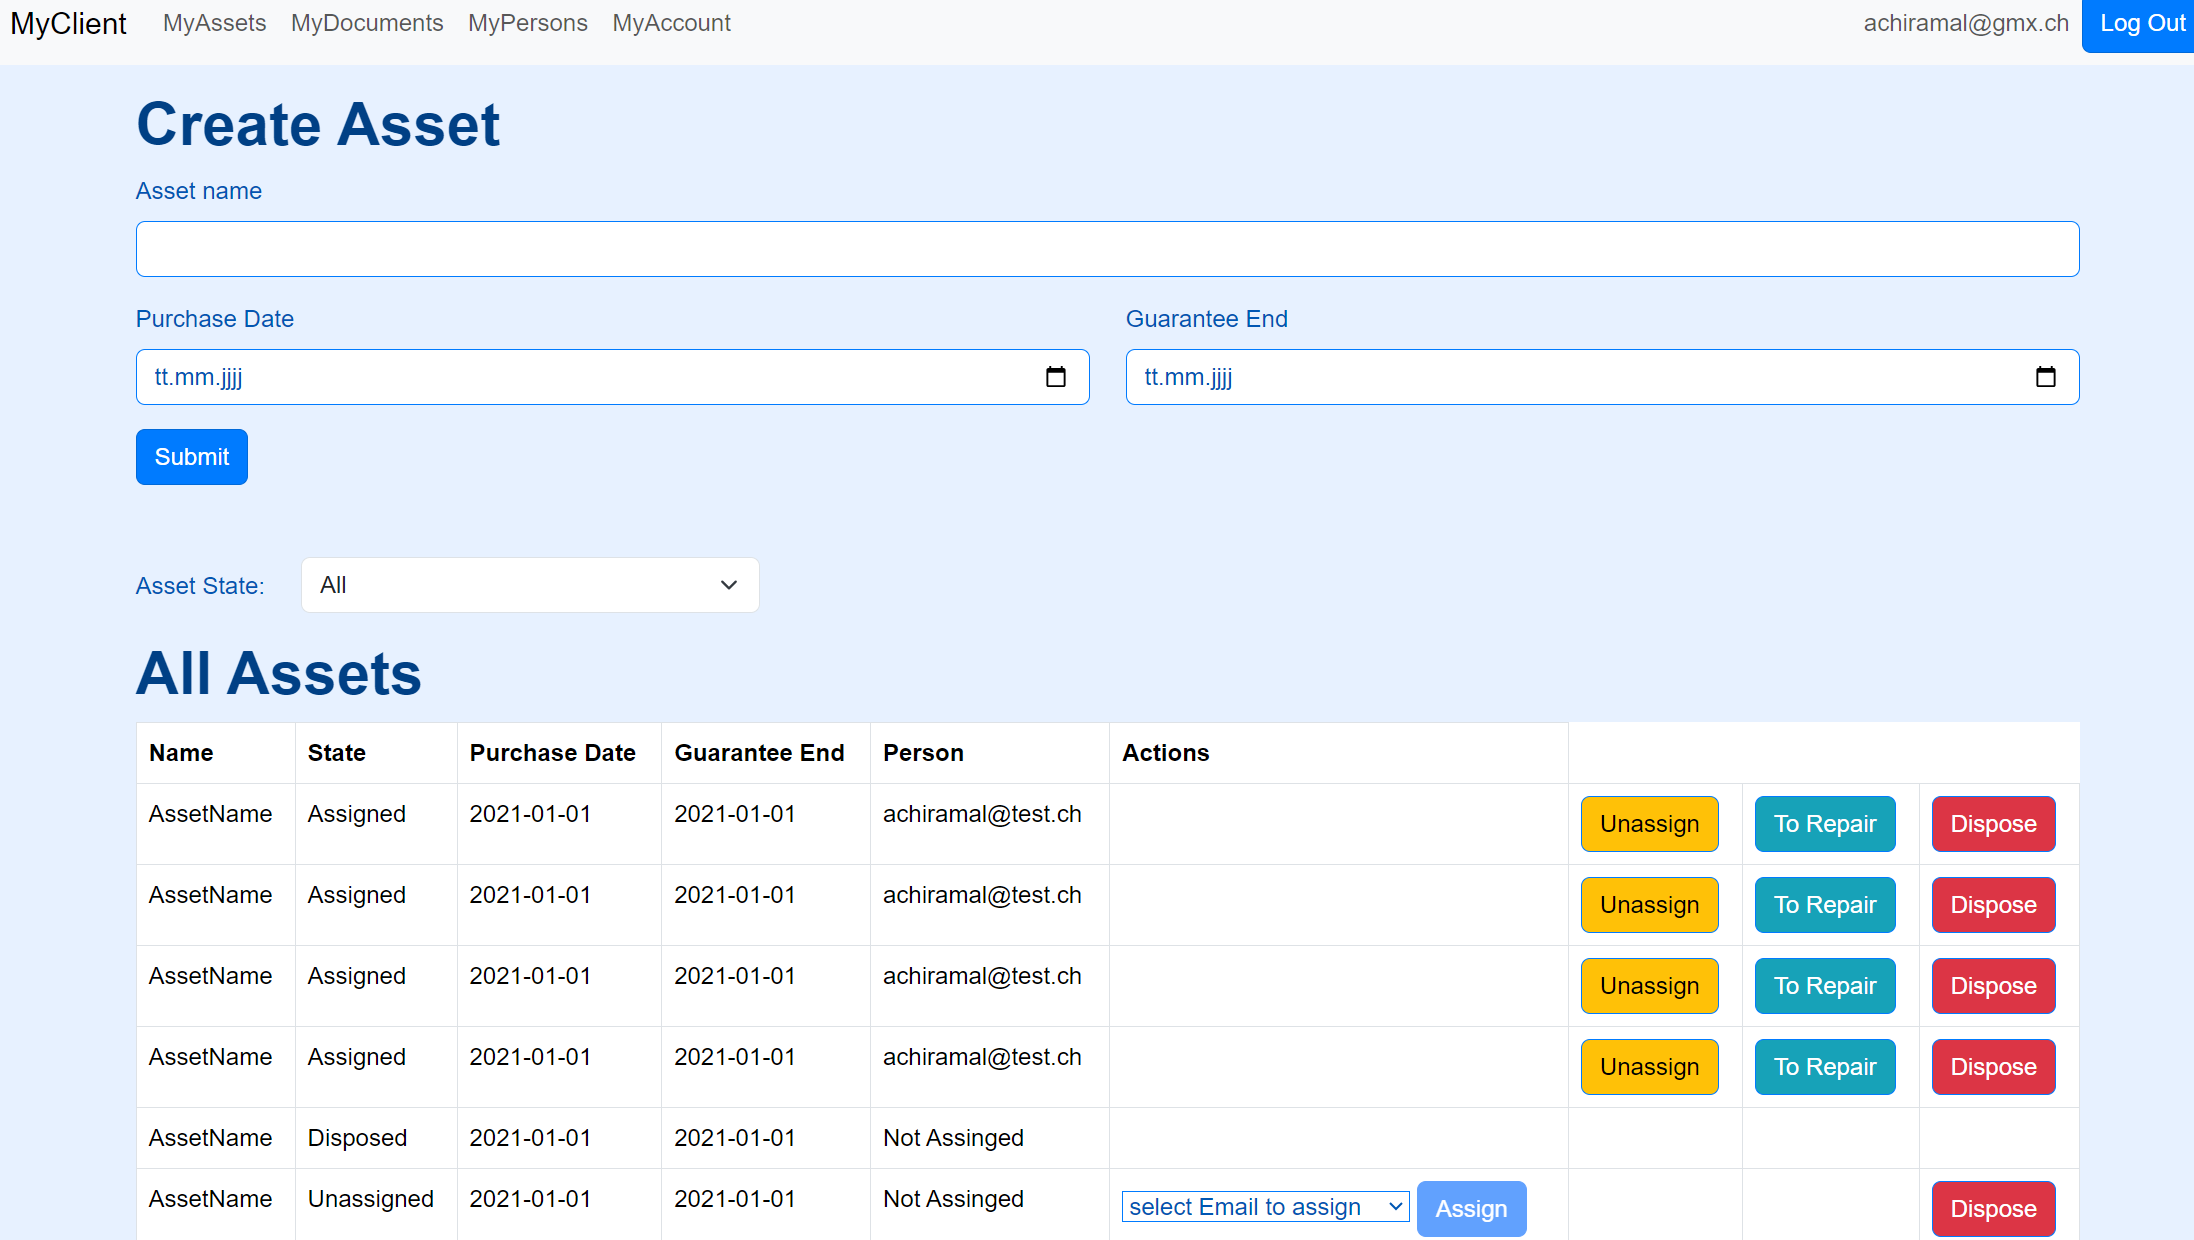 MyClient MyAssets MyDocuments MyPersons MyAccount achiramal@gmx.ch Log Out
Create Asset
Asset name
Purchase Date Guarantee End
tt.mm.jjjj tt.mm.jjjj
Submit
Asset State: All
All Assets
Name State Purchase Date Guarantee End Person Actions
AssetName Assigned 2021-01-01 2021-01-01 achiramal@test.ch Unassign To Repair Dispose
AssetName Assigned 2021-01-01 2021-01-01 achiramal@test.ch Unassign To Repair Dispose
AssetName Assigned 2021-01-01 2021-01-01 achiramal@test.ch Unassign To Repair Dispose
AssetName Assigned 2021-01-01 2021-01-01 achiramal@test.ch Unassign To Repair Dispose
AssetName Disposed 2021-01-01 2021-01-01 Not Assinged
AssetName Unassigned 2021-01-01 2021-01-01 Not Assinged select Email to assign Assign Dispose